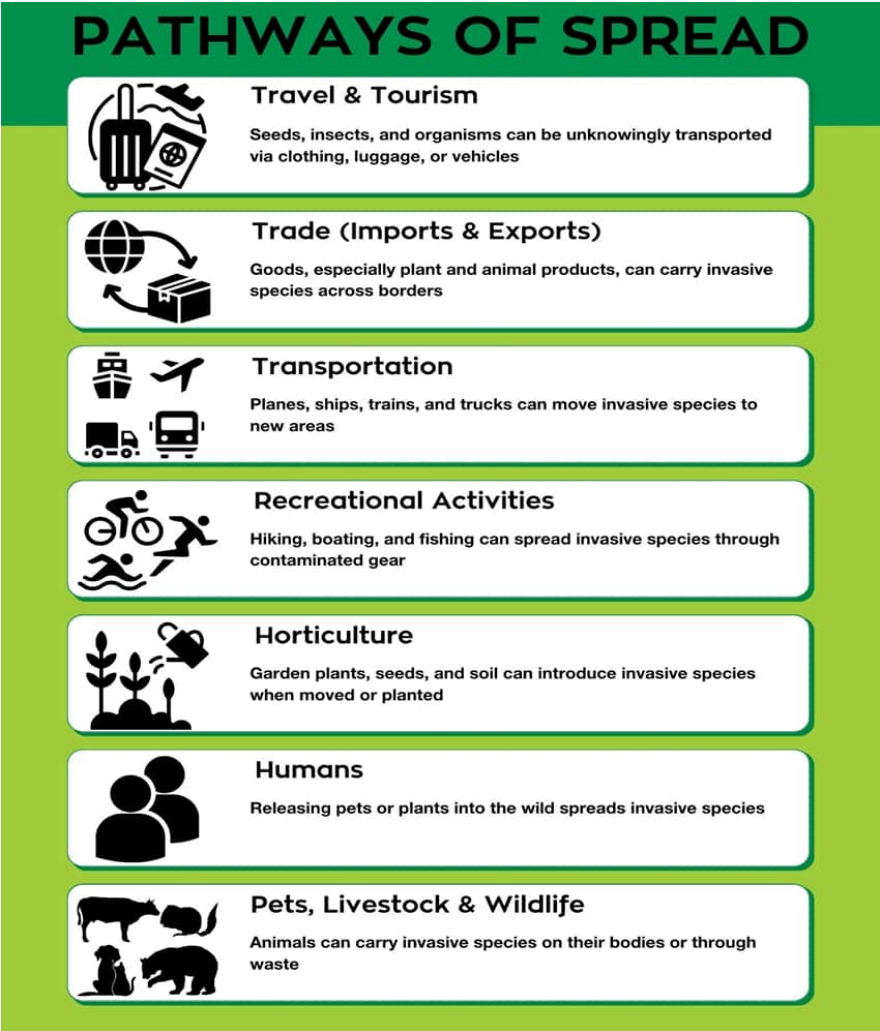 PATHWAYS OF SPREAD
Travel & Tourism
Seeds, insects, and organisms can be unknowingly transported
via clothing, luggage, or vehicles
Trade (Imports & Exports)
Goods, especially plant and animal products, can carry invasive
species across borders
Transportation
Planes, ships, trains, and trucks can move invasive species to
new areas
Recreational Activities
Hiking, boating, and fishing can spread invasive species through
contaminated gear
Horticulture
Garden plants, seeds, and soil can introduce invasive species
when moved or planted
Humans
Releasing pets or plants into the wild spreads invasive species
Pets, Livestock & Wildlife
Animals can carry invasive species on their bodies or through
waste